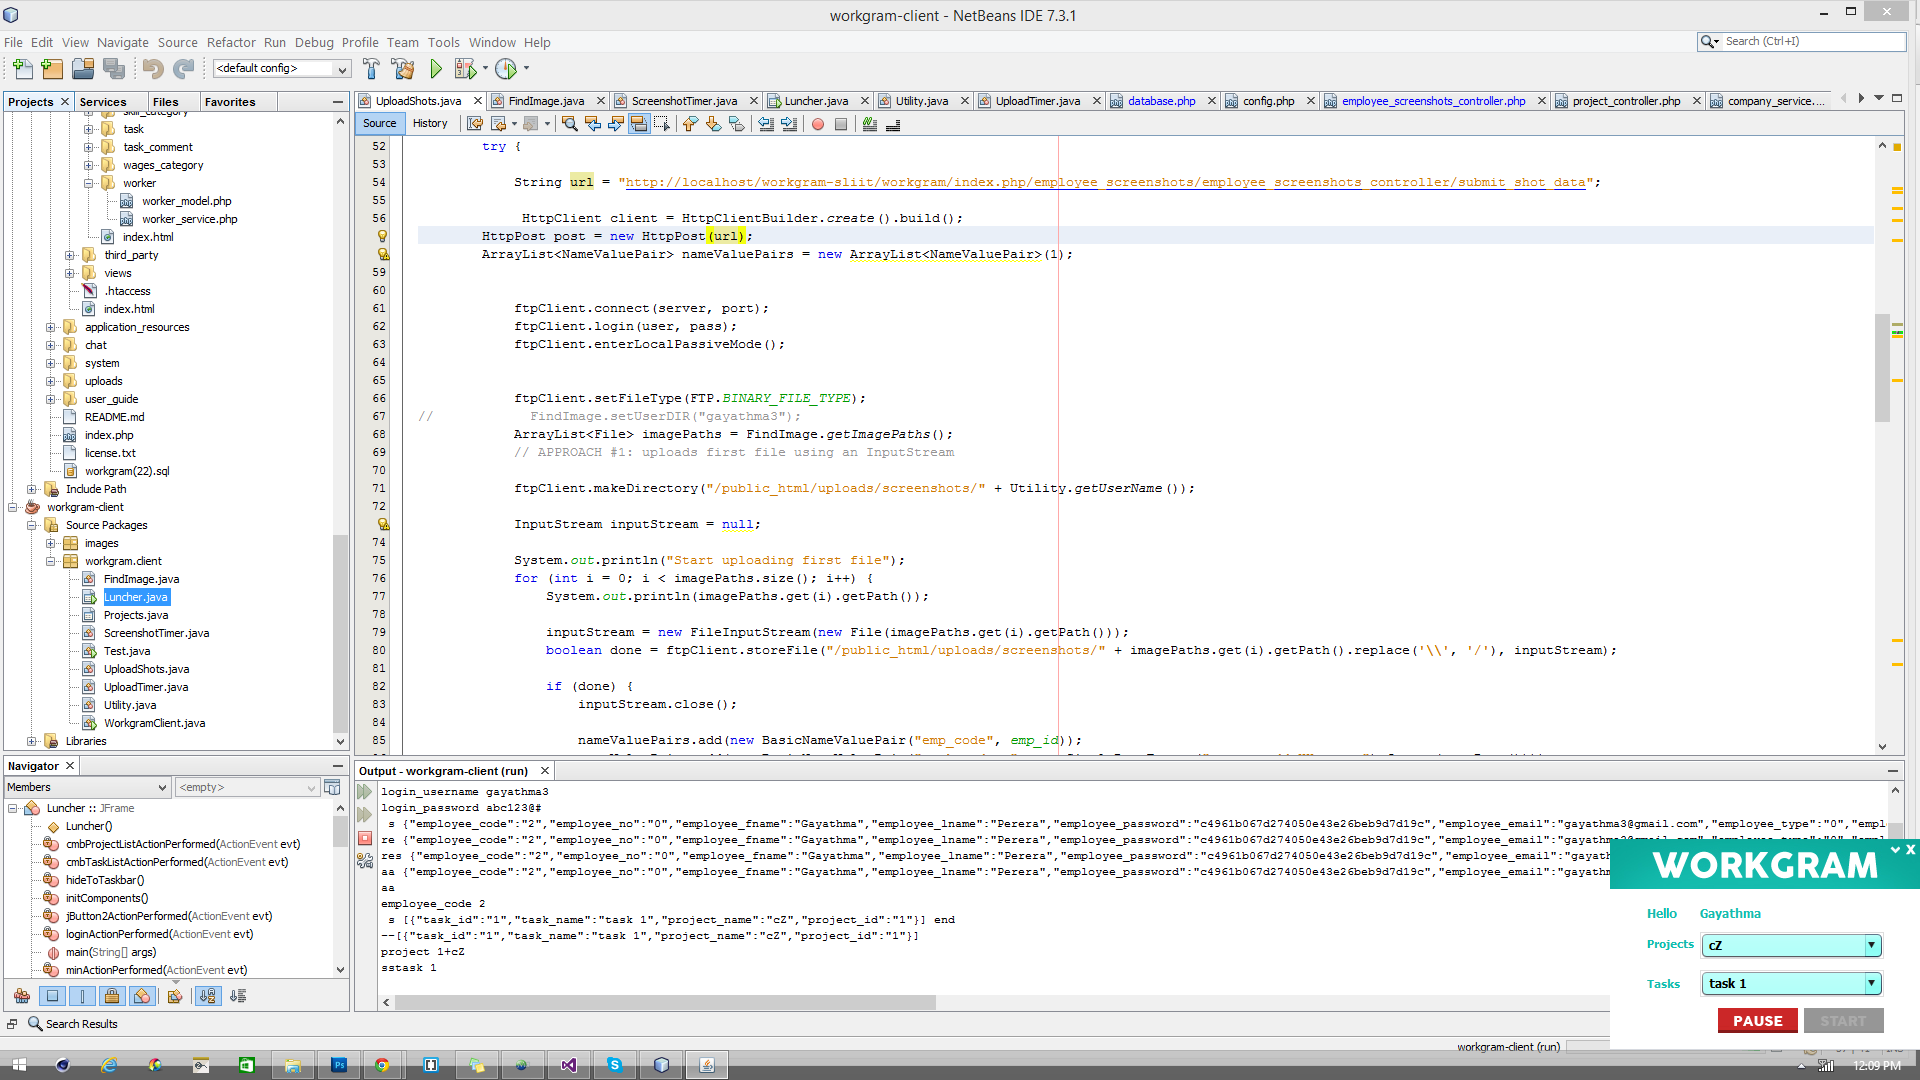 workgram-client - NetBeans IDE 7.3.1
File Edit View Navigate Source Refactor Run Debug Profile Team Tools Window Help
Search (Ctrl+I)
<default config>
Projects Services Files Favorites
UploadShots.java FindImage.java ScreenshotTimer.java Luncher.java Utility.java UploadTimer.java database.php config.php employee_screenshots_controller.php project_controller.php company_service....
Source History
skill_category
task
task_comment
wages_category
worker
worker_model.php
worker_service.php
index.html
third_party
views
.htaccess
index.html
application_resources
chat
system
uploads
user_guide
README.md
index.php
license.txt
workgram(22).sql
Include Path
workgram-client
Source Packages
images
workgram.client
FindImage.java
Luncher.java
Projects.java
ScreenshotTimer.java
Test.java
UploadShots.java
UploadTimer.java
Utility.java
WorkgramClient.java
Libraries
52 try {
53
54 String url = "http://localhost/workgram-sliit/workgram/index.php/employee_screenshots/employee_screenshots_controller/submit_shot_data";
55
56 HttpClient client = HttpClientBuilder.create().build();
HttpPost post = new HttpPost(url);
ArrayList<NameValuePair> nameValuePairs = new ArrayList<NameValuePair>(1);
59
60
61 ftpClient.connect(server, port);
62 ftpClient.login(user, pass);
63 ftpClient.enterLocalPassiveMode();
64
65
66 ftpClient.setFileType(FTP.BINARY_FILE_TYPE);
67 // FindImage.setUserDIR("gayathma3");
68 ArrayList<File> imagePaths = FindImage.getImagePaths();
69 // APPROACH #1: uploads first file using an InputStream
70
71 ftpClient.makeDirectory("/public_html/uploads/screenshots/" + Utility.getUserName());
72
InputStream inputStream = null;
74
75 System.out.println("Start uploading first file");
76 for (int i = 0; i < imagePaths.size(); i++) {
77 System.out.println(imagePaths.get(i).getPath());
78
79 inputStream = new FileInputStream(new File(imagePaths.get(i).getPath()));
80 boolean done = ftpClient.storeFile("/public_html/uploads/screenshots/" + imagePaths.get(i).getPath().replace('\\', '/'), inputStream);
81
82 if (done) {
83 inputStream.close();
84
85 nameValuePairs.add(new BasicNameValuePair("emp_code", emp_id));
Navigator
Members <empty>
Luncher :: JFrame
Luncher()
cmbProjectListActionPerformed(ActionEvent evt)
cmbTaskListActionPerformed(ActionEvent evt)
hideToTaskbar()
initComponents()
jButton2ActionPerformed(ActionEvent evt)
loginActionPerformed(ActionEvent evt)
main(String[] args)
minActionPerformed(ActionEvent evt)
Output - workgram-client (run)
login_username gayathma3
login_password abc123@#
s {"employee_code":"2","employee_no":"0","employee_fname":"Gayathma","employee_lname":"Perera","employee_password":"c4961b067d274050e43e26beb9d7d19c","employee_email":"gayathma3@gmail.com","employee_type":"0","empl
re {"employee_code":"2","employee_no":"0","employee_fname":"Gayathma","employee_lname":"Perera","employee_password":"c4961b067d274050e43e26beb9d7d19c","employee_email":"gayathma3@gmail.com","employee_type":"0","emp
res {"employee_code":"2","employee_no":"0","employee_fname":"Gayathma","employee_lname":"Perera","employee_password":"c4961b067d274050e43e26beb9d7d19c","employee_email":"gayath
aa {"employee_code":"2","employee_no":"0","employee_fname":"Gayathma","employee_lname":"Perera","employee_password":"c4961b067d274050e43e26beb9d7d19c","employee_email":"gayathm
aa
employee_code 2
s [{"task_id":"1","task_name":"task 1","project_name":"cZ","project_id":"1"}] end
--[{"task_id":"1","task_name":"task 1","project_name":"cZ","project_id":"1"}]
project 1+cZ
sstask 1
WORKGRAM
X
Hello Gayathma
Projects cZ
Tasks task 1
PAUSE START
Search Results
workgram-client (run)
12:09 PM